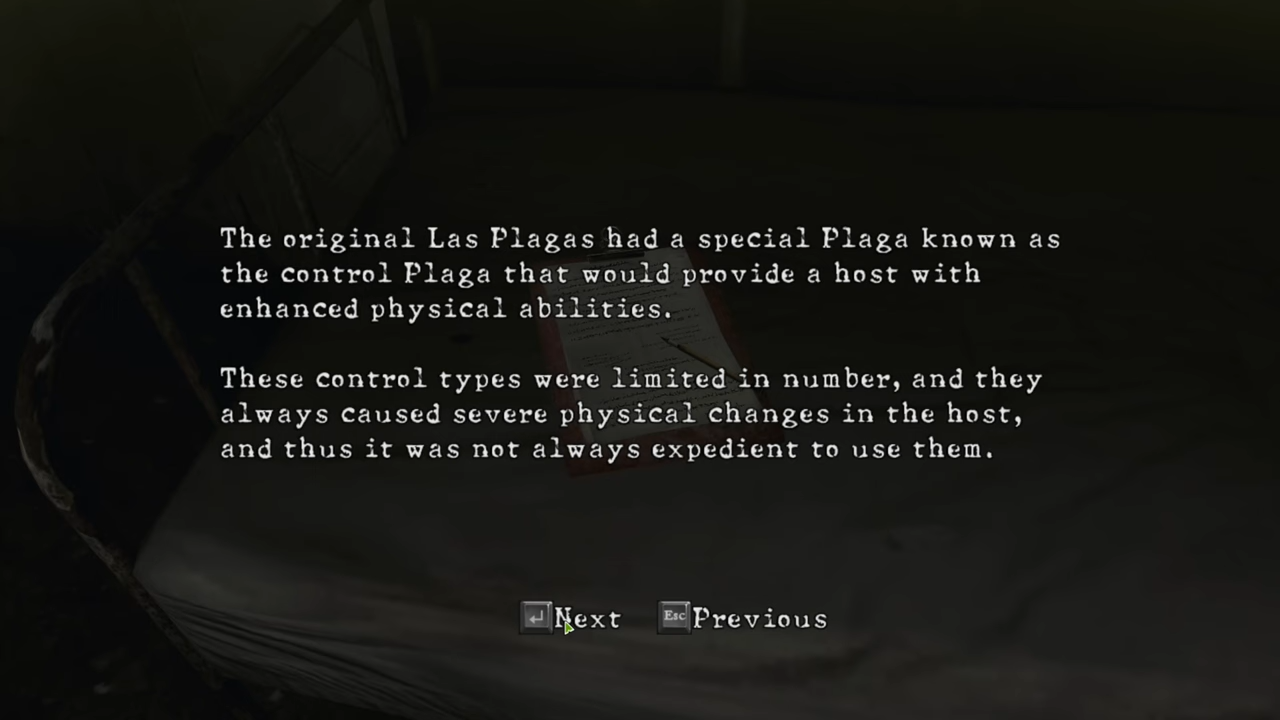 The original Las Plagas had a special Plaga known as
the control Plaga that would provide a host with
enhanced physical abilities.
These control types were limited in number, and they
always caused severe physical changes in the host,
and thus it was not always expedient to use them.
Next Esc Previous